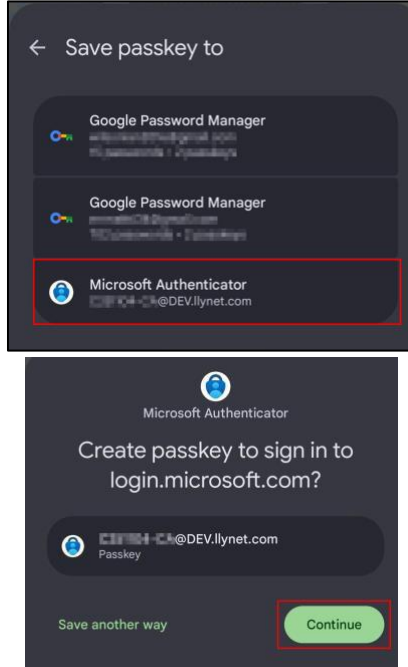 Save passkey to
Google Password Manager
Google Password Manager
Microsoft Authenticator
@DEV.llynet.com
Microsoft Authenticator
Create passkey to sign in to
login.microsoft.com?
@DEV.llynet.com
Passkey
Save another way
Continue